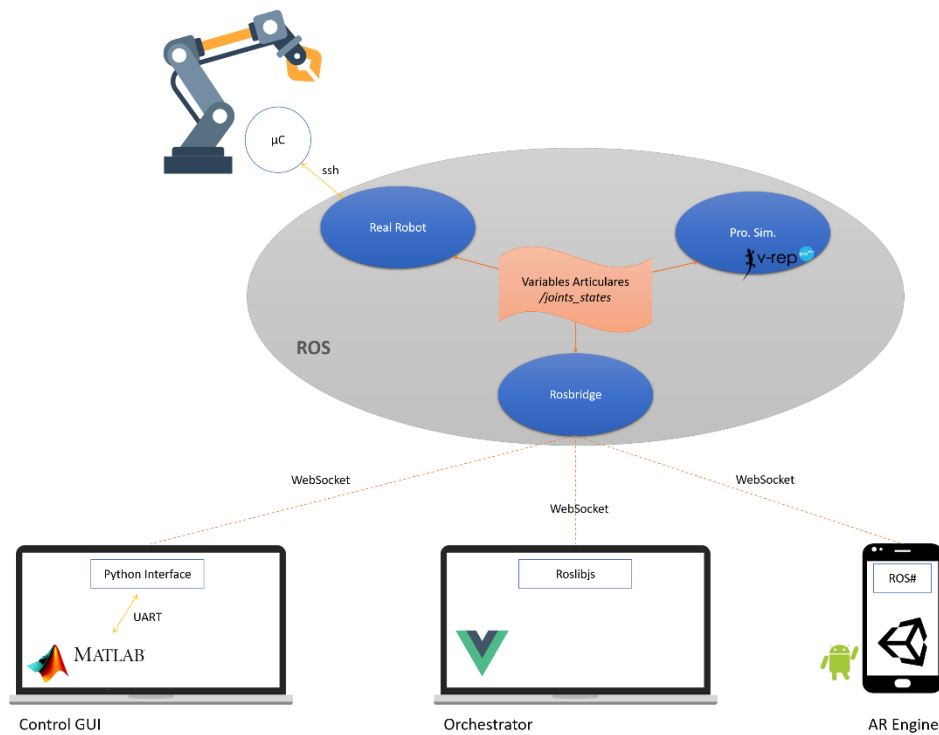 µC
ssh
Real Robot
Pro. Sim.
v-rep
Variables Articulares
/joints_states
ROS
Rosbridge
WebSocket
WebSocket
WebSocket
Python Interface
UART
MATLAB
Roslibjs
ROS#
Control GUI
Orchestrator
AR Engine